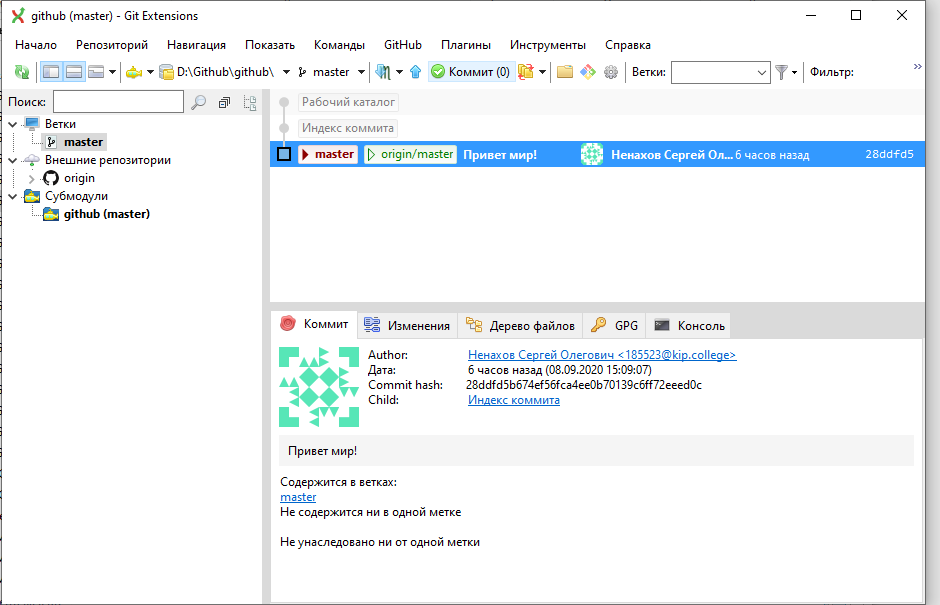 github (master) - Git Extensions
Начало Репозиторий Навигация Показать Команды GitHub Плагины Инструменты Справка
D:\Github\github\ master Коммит (0) Ветки: Фильтр: »
Поиск:
Ветки
master
Внешние репозитории
origin
Субмодули
github (master)
Рабочий каталог
Индекс коммита
master origin/master Привет мир! Ненахов Сергей Ол... 6 часов назад 28ddfd5
Коммит Изменения Дерево файлов GPG Консоль
Author: Ненахов Сергей Олегович <185523@kip.college>
Дата: 6 часов назад (08.09.2020 15:09:07)
Commit hash: 28ddfd5b674ef56fca4ee0b70139c6ff72eeed0c
Child: Индекс коммита
Привет мир!
Содержится в ветках:
master
Не содержится ни в одной метке
Не унаследовано ни от одной метки